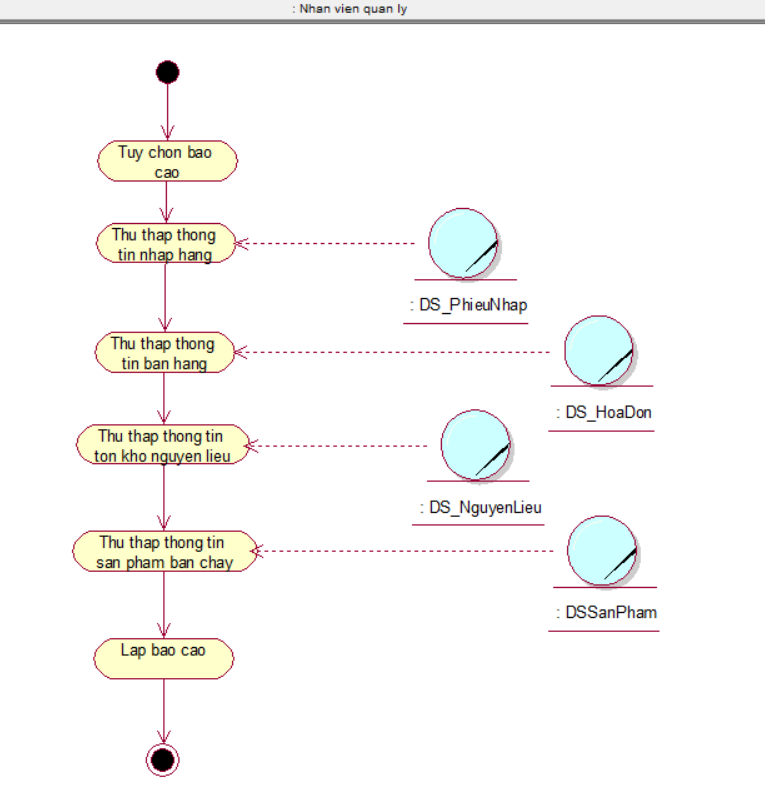 : Nhan vien quan ly
Tuy chon bao
cao
Thu thap thong
tin nhap hang
: DS_PhieuNhap
Thu thap thong
tin ban hang
: DS_HoaDon
Thu thap thong tin
ton kho nguyen lieu
: DS_NguyenLieu
Thu thap thong tin
san pham ban chay
: DSSanPham
Lap bao cao